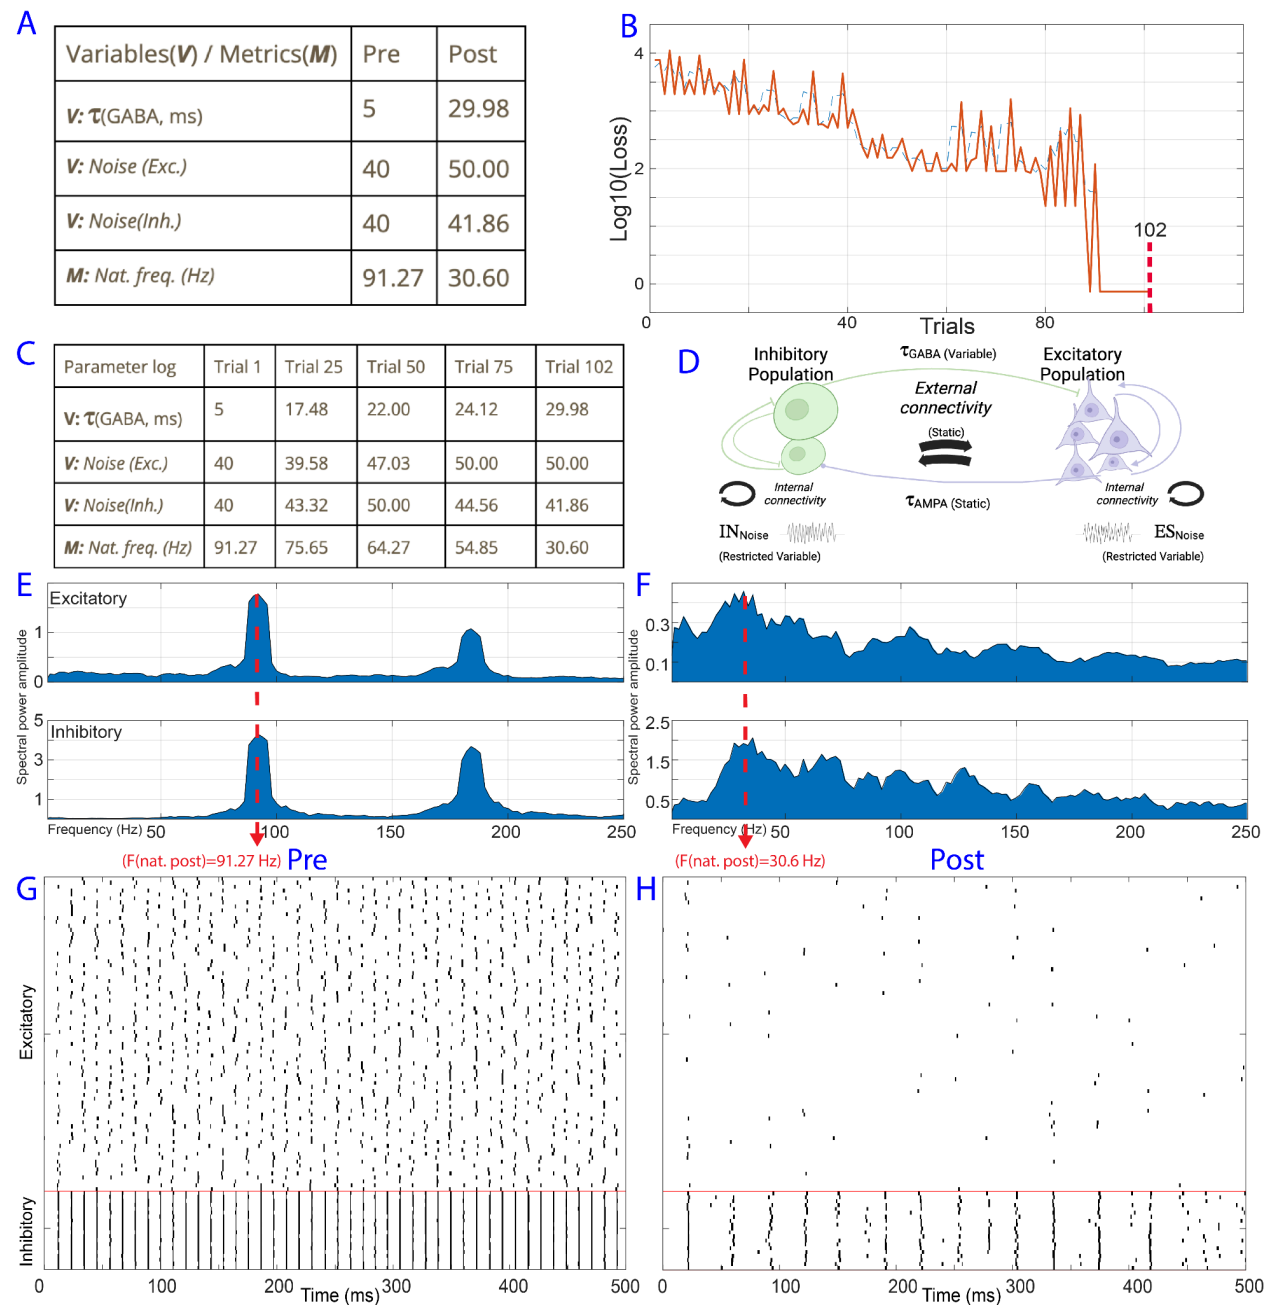 A
Variables(V) / Metrics(M) Pre Post
V: τ(GABA, ms) 5 29.98
V: Noise (Exc.) 40 50.00
V: Noise(Inh.) 40 41.86
M: Nat. freq. (Hz) 91.27 30.60
B
Log10(Loss)
4
2
0
102
0 40 80
Trials
C
Parameter log Trial 1 Trial 25 Trial 50 Trial 75 Trial 102
V: τ(GABA, ms) 5 17.48 22.00 24.12 29.98
V: Noise (Exc.) 40 39.58 47.03 50.00 50.00
V: Noise(Inh.) 40 43.32 50.00 44.56 41.86
M: Nat. freq. (Hz) 91.27 75.65 64.27 54.85 30.60
D
Inhibitory
Population
τGABA (Variable)
Excitatory
Population
External
connectivity
(Static)
Internal
connectivity
τAMPA (Static)
Internal
connectivity
INNoise
(Restricted Variable)
ESNoise
(Restricted Variable)
E
Excitatory
1
0
Spectral power amplitude
Inhibitory
5
3
1
Frequency (Hz) 50 100 150 200 250
(F(nat. post)=91.27 Hz) Pre
F
0.3
0.1
Spectral power amplitude
2.5
1.5
0.5
Frequency (Hz) 50 100 150 200 250
(F(nat. post)=30.6 Hz) Post
G
Excitatory
Inhibitory
0 100 200 300 400 500
Time (ms)
H
0 100 200 300 400 500
Time (ms)